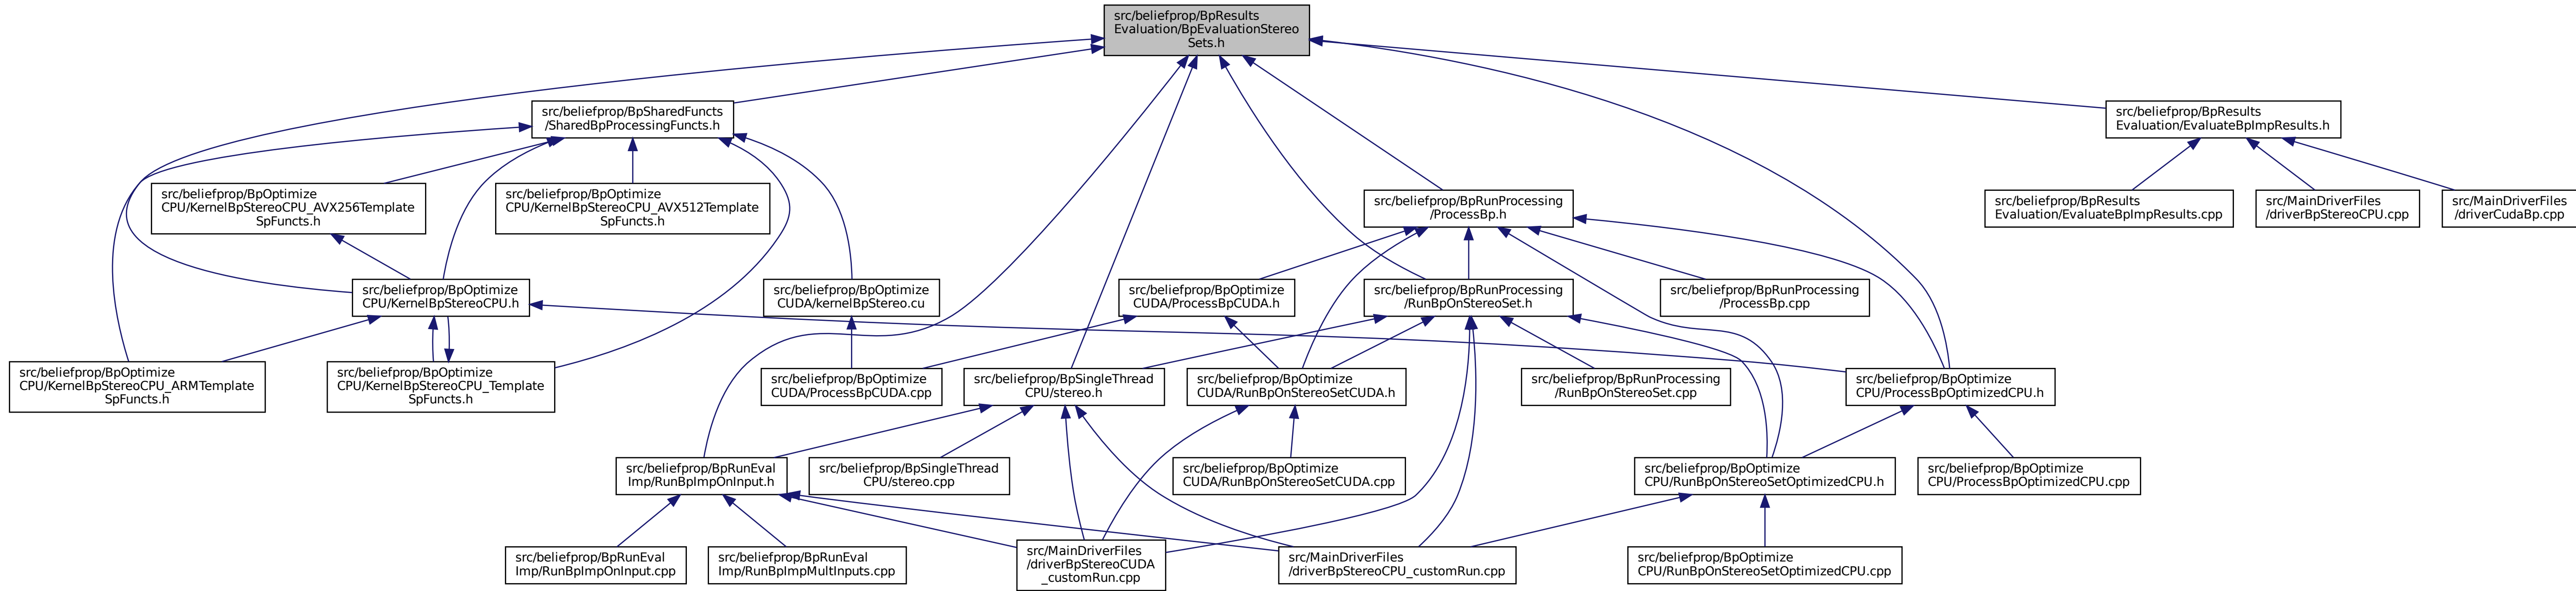 src/beliefprop/BpResults
Evaluation/BpEvaluationStereo
Sets.h
src/beliefprop/BpSharedFuncts
/SharedBpProcessingFuncts.h
src/beliefprop/BpResults
Evaluation/EvaluateBpImpResults.h
src/beliefprop/BpOptimize
CPU/KernelBpStereoCPU_AVX256Template
SpFuncts.h
src/beliefprop/BpOptimize
CPU/KernelBpStereoCPU_AVX512Template
SpFuncts.h
src/beliefprop/BpRunProcessing
/ProcessBp.h
src/beliefprop/BpResults
Evaluation/EvaluateBpImpResults.cpp
src/MainDriverFiles
/driverBpStereoCPU.cpp
src/MainDriverFiles
/driverCudaBp.cpp
src/beliefprop/BpOptimize
CPU/KernelBpStereoCPU.h
src/beliefprop/BpOptimize
CUDA/kernelBpStereo.cu
src/beliefprop/BpOptimize
CUDA/ProcessBpCUDA.h
src/beliefprop/BpRunProcessing
/RunBpOnStereoSet.h
src/beliefprop/BpRunProcessing
/ProcessBp.cpp
src/beliefprop/BpOptimize
CPU/KernelBpStereoCPU_ARMTemplate
SpFuncts.h
src/beliefprop/BpOptimize
CPU/KernelBpStereoCPU_Template
SpFuncts.h
src/beliefprop/BpOptimize
CUDA/ProcessBpCUDA.cpp
src/beliefprop/BpSingleThread
CPU/stereo.h
src/beliefprop/BpOptimize
CUDA/RunBpOnStereoSetCUDA.h
src/beliefprop/BpRunProcessing
/RunBpOnStereoSet.cpp
src/beliefprop/BpOptimize
CPU/ProcessBpOptimizedCPU.h
src/beliefprop/BpRunEval
Imp/RunBpImpOnInput.h
src/beliefprop/BpSingleThread
CPU/stereo.cpp
src/beliefprop/BpOptimize
CUDA/RunBpOnStereoSetCUDA.cpp
src/beliefprop/BpOptimize
CPU/RunBpOnStereoSetOptimizedCPU.h
src/beliefprop/BpOptimize
CPU/ProcessBpOptimizedCPU.cpp
src/beliefprop/BpRunEval
Imp/RunBpImpOnInput.cpp
src/beliefprop/BpRunEval
Imp/RunBpImpMultInputs.cpp
src/MainDriverFiles
/driverBpStereoCUDA
_customRun.cpp
src/MainDriverFiles
/driverBpStereoCPU_customRun.cpp
src/beliefprop/BpOptimize
CPU/RunBpOnStereoSetOptimizedCPU.cpp